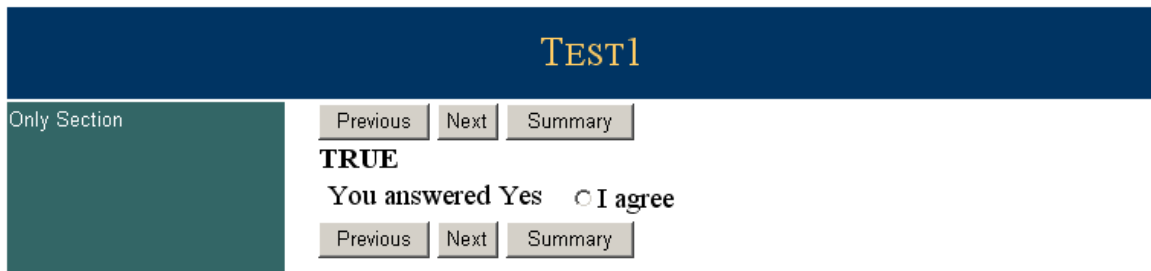 TEST1
Only Section
Previous Next Summary
TRUE
You answered Yes I agree
Previous Next Summary